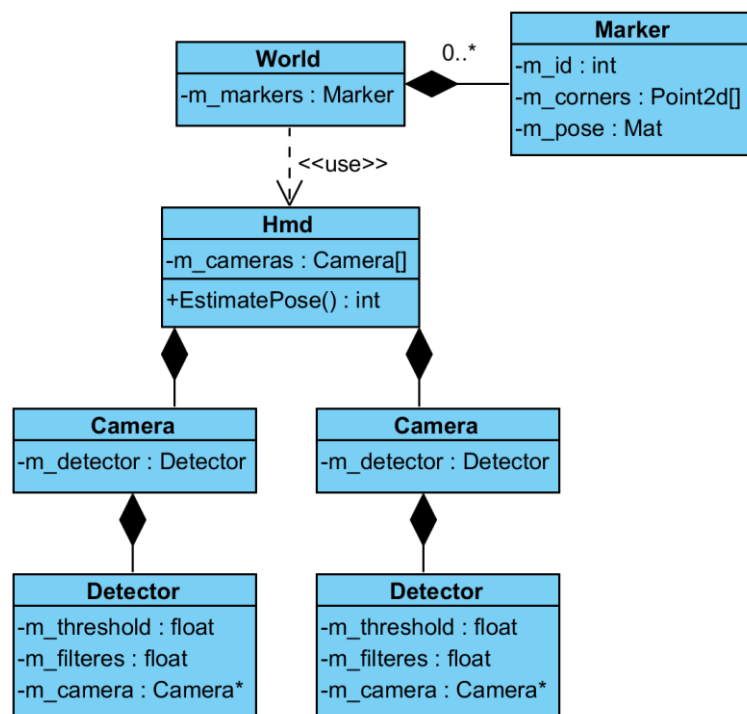 World
-m_markers : Marker
0..*
Marker
-m_id : int
-m_corners : Point2d[]
-m_pose : Mat
<<use>>
Hmd
-m_cameras : Camera[]
+EstimatePose() : int
Camera
-m_detector : Detector
Camera
-m_detector : Detector
Detector
-m_threshold : float
-m_filteres : float
-m_camera : Camera*
Detector
-m_threshold : float
-m_filteres : float
-m_camera : Camera*